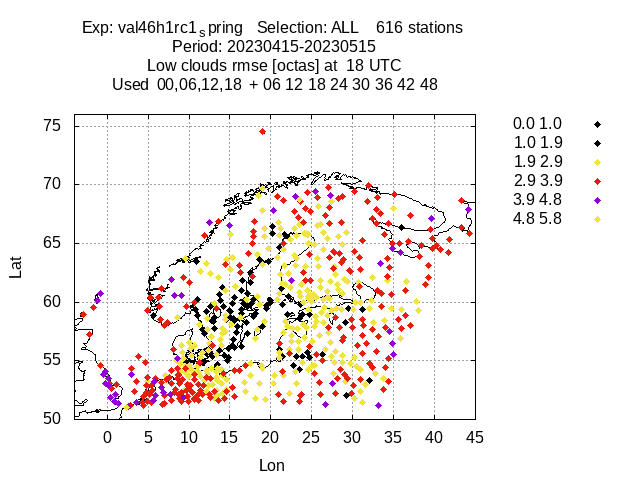 Exp: val46h1rc1spring Selection: ALL 616 stations
Period: 20230415-20230515
Low clouds rmse [octas] at 18 UTC
Used 00,06,12,18 + 06 12 18 24 30 36 42 48
75
70
65
60
55
50
Lat
0 5 10 15 20 25 30 35 40 45
Lon
0.0 1.0
1.0 1.9
1.9 2.9
2.9 3.9
3.9 4.8
4.8 5.8